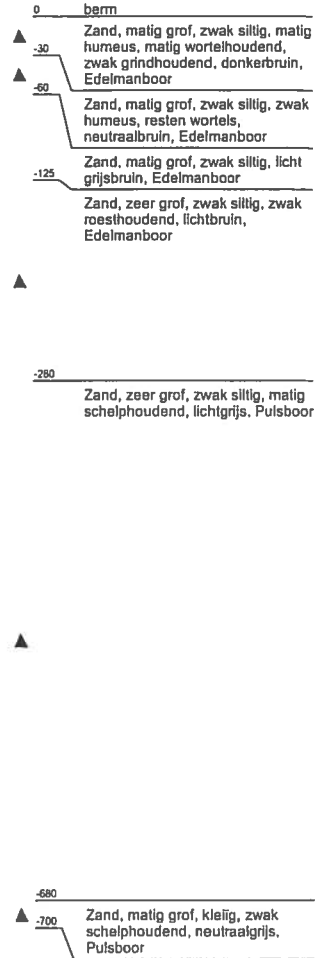 0 berm
Zand, matig grof, zwak siltig, matig
-30 humeus, matig wortelhoudend,
zwak grindhoudend, donkerbruin,
Edelmanboor
-60
Zand, matig grof, zwak siltig, zwak
humeus, resten wortels,
neutraalbruin, Edelmanboor
Zand, matig grof, zwak siltig, licht
-125 grijsbruin, Edelmanboor
Zand, zeer grof, zwak siltig, zwak
roesthoudend, lichtbruin,
Edelmanboor
-280
Zand, zeer grof, zwak siltig, matig
schelphoudend, lichtgrijs, Pulsboor
-680
-700 Zand, matig grof, kleiïg, zwak
schelphoudend, neutraalgrijs,
Pulsboor